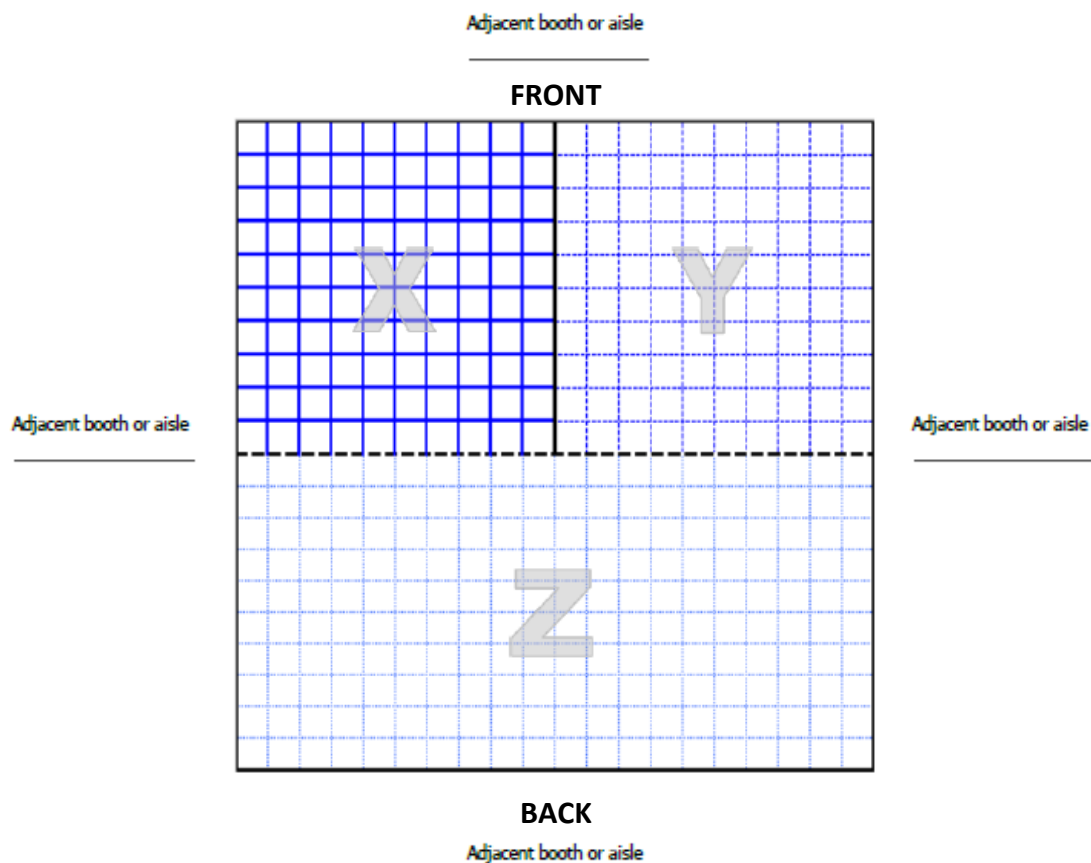 Adjacent booth or aisle
FRONT
X
Y
Adjacent booth or aisle
Adjacent booth or aisle
Z
BACK
Adjacent booth or aisle